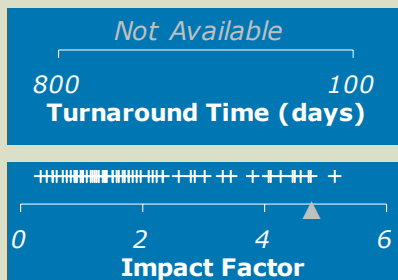 Not Available
800 100
Turnaround Time (days)
0 2 4 6
Impact Factor